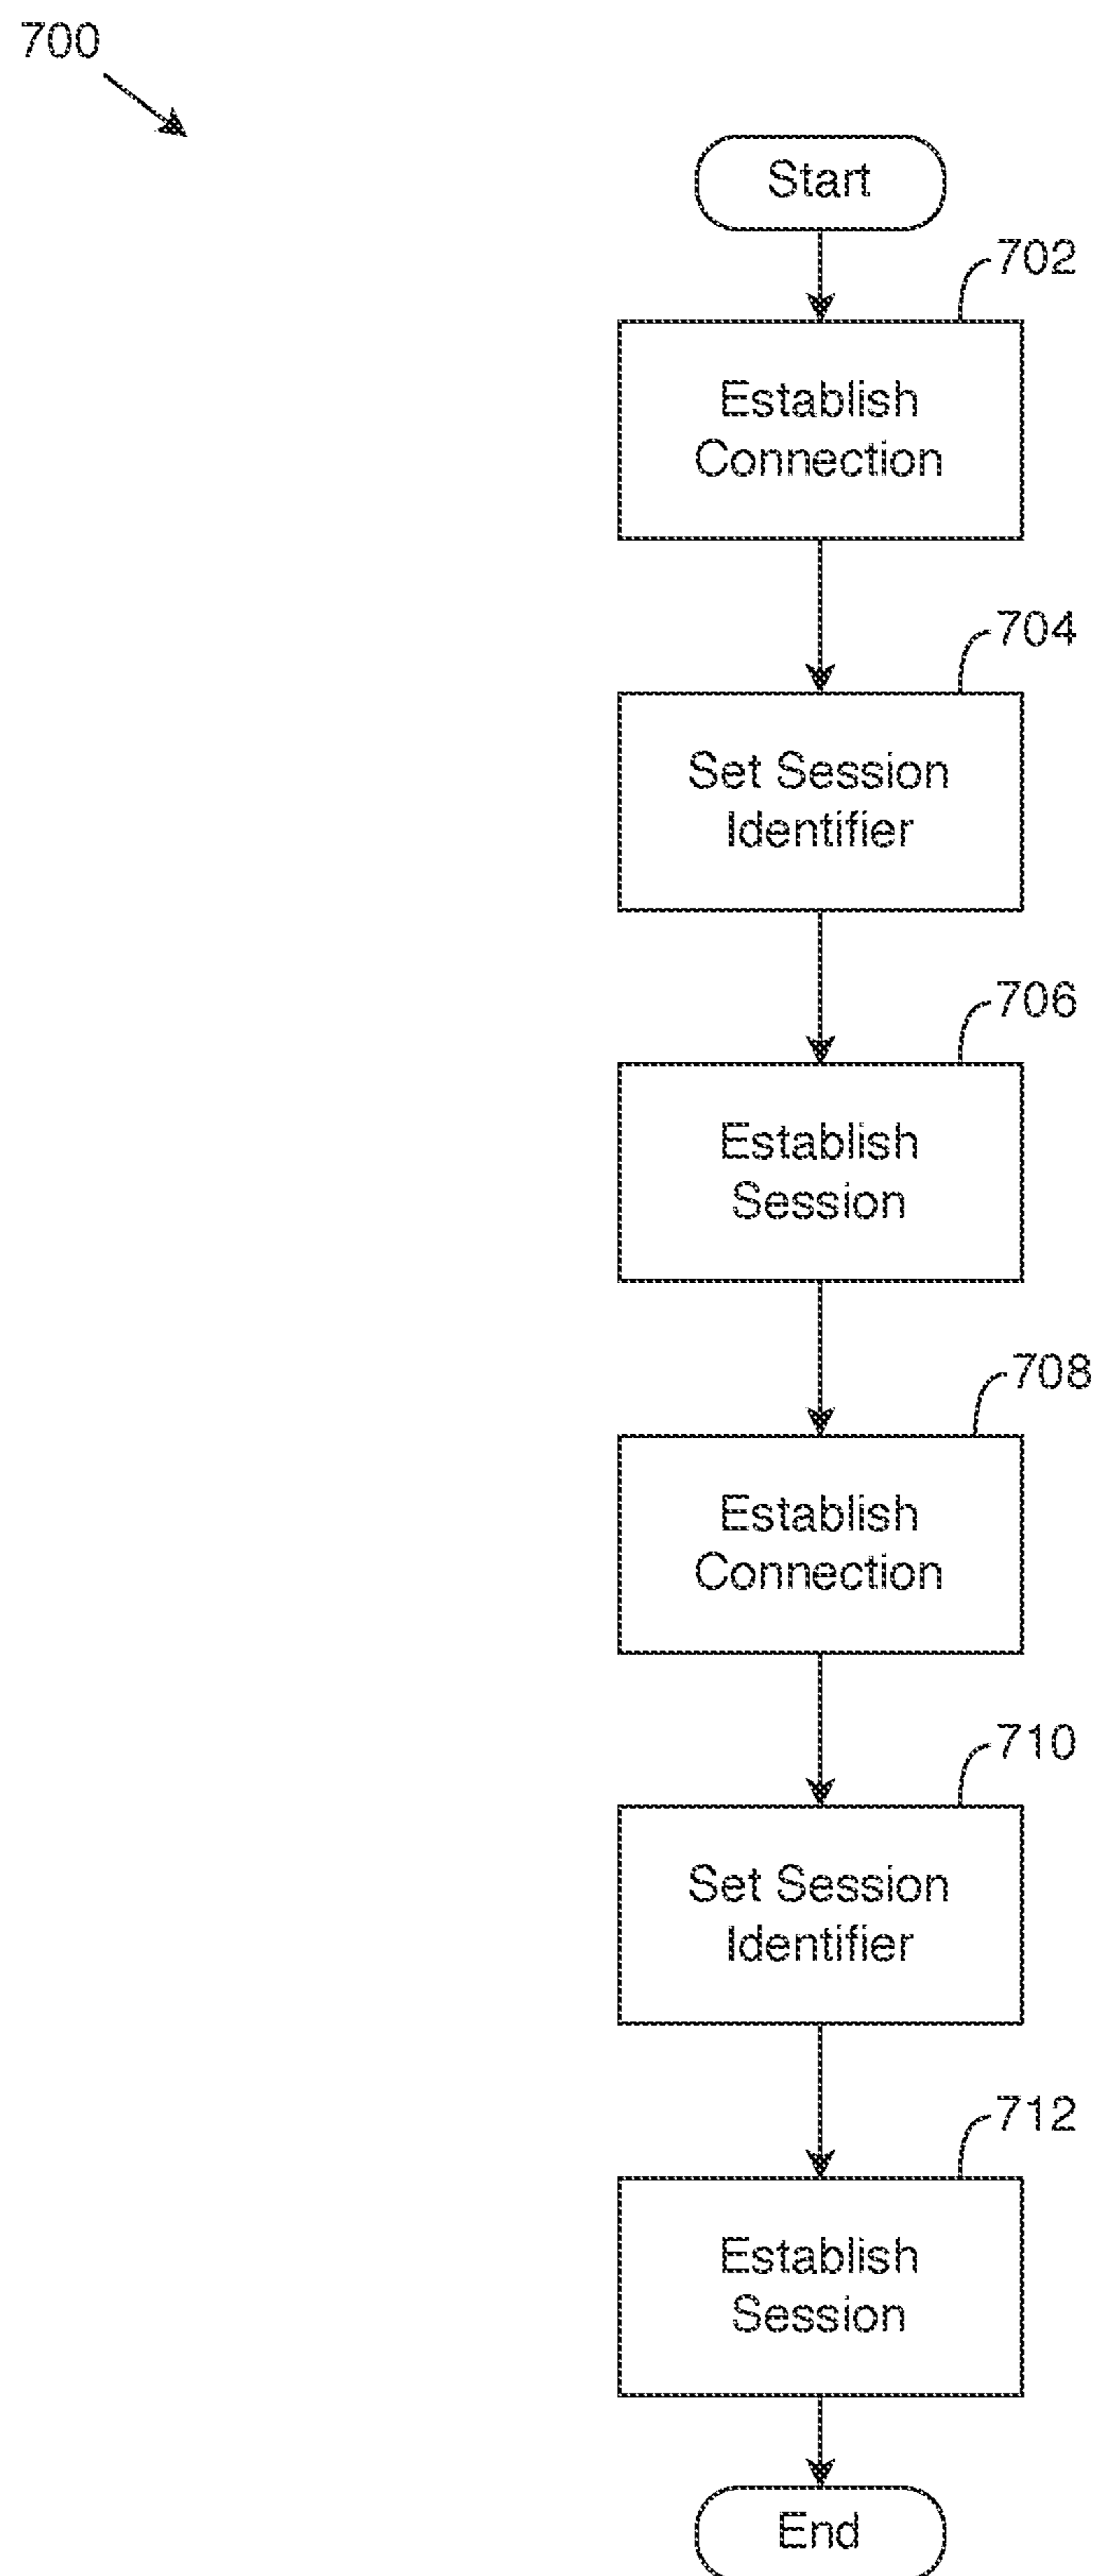 700
Start
702
Establish
Connection
704
Set Session
Identifier
706
Establish
Session
708
Establish
Connection
710
Set Session
Identifier
712
Establish
Session
End